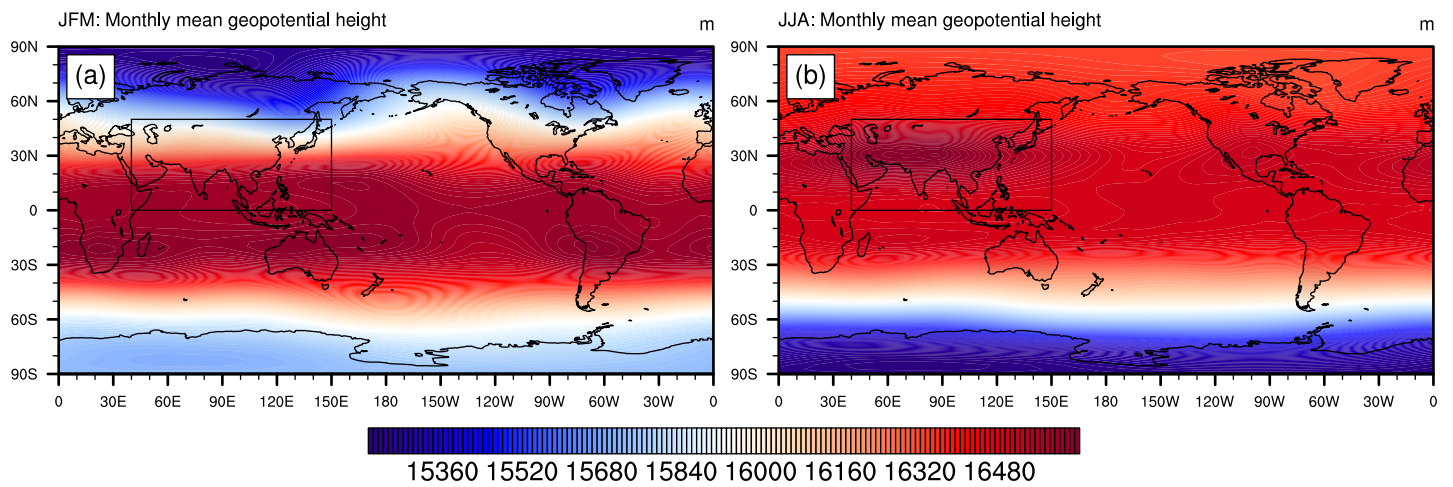 JFM: Monthly mean geopotential height m JJA: Monthly mean geopotential height m
90N 90N
(a) (b)
60N 60N
30N 30N
0 0
30S 30S
60S 60S
90S 90S
0 30E 60E 90E 120E 150E 180 150W 120W 90W 60W 30W 0 0 30E 60E 90E 120E 150E 180 150W 120W 90W 60W 30W 0
15360 15520 15680 15840 16000 16160 16320 16480